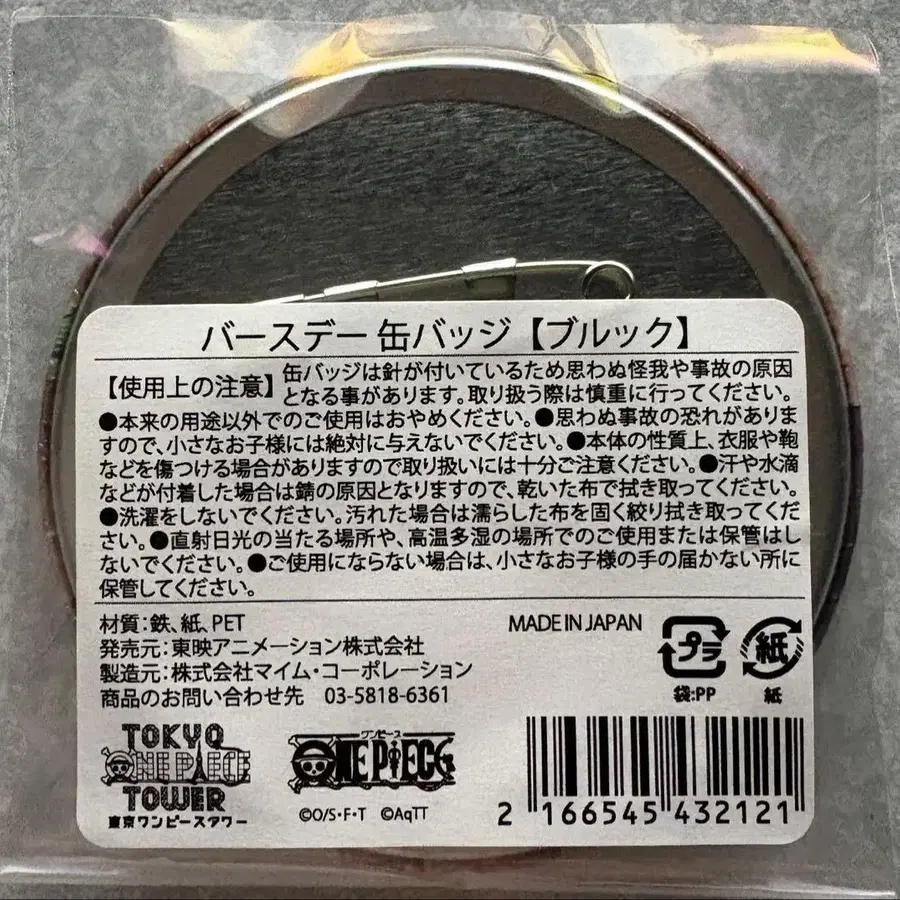 バースデー缶バッジ【ブルック】
【使用上の注意】
缶バッジは針が付いているため思わぬ怪我や事故の原因
となる事があります。取り扱う際は慎重に行ってください。
●本来の用途以外でのご使用はおやめください。●思わぬ事故の恐れがありま
すので、小さなお子様には絶対に与えないでください。●本体の性質上、衣服や鞄
などを傷つける場合がありますので取り扱いには十分ご注意ください。●汗や水滴
などが付着した場合は錆の原因となりますので、乾いた布で拭き取ってください。
●洗濯をしないでください。汚れた場合は濡らした布を固く絞り拭き取ってくだ
さい。●直射日光の当たる場所や、高温多湿の場所でのご使用または保管はし
ないでください。●ご使用にならない場合は、小さなお子様の手の届かない所に
保管してください。
材質:鉄、紙、PET
発売元:東映アニメーション株式会社
製造元:株式会社マイム・コーポレーション
商品のお問い合わせ先 03-5818-6361
MADE IN JAPAN
プラ
袋:PP
紙
紙
TOKYO
ONE PIECE
TOWER
東京ワンピースタワー
ワンピース
ONE PIECE
©O/S・F・T ©AqTT
2 166545 432121